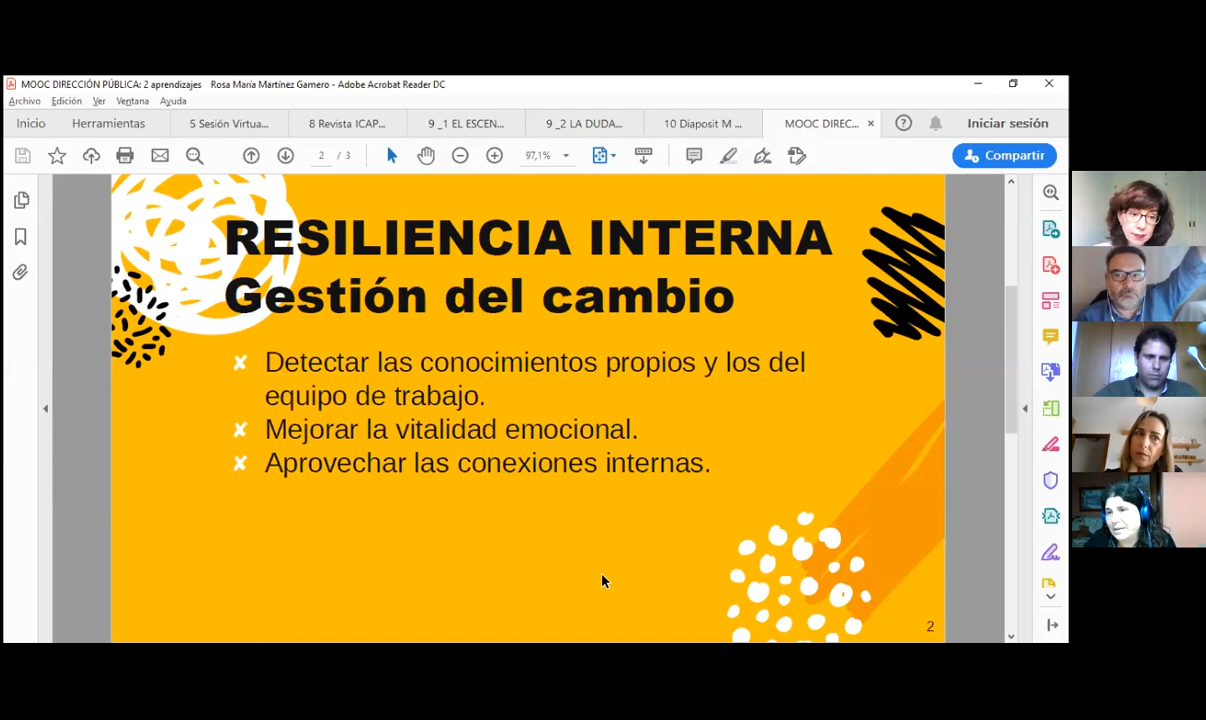 MOOC DIRECCIÓN PÚBLICA: 2 aprendizajes Rosa María Martínez Gamero - Adobe Acrobat Reader DC
Archivo Edición Ver Ventana Ayuda
Inicio Herramientas 5 Sesión Virtua... 8 Revista ICAP... 9 _1 EL ESCEN... 9 _2 LA DUDA... 10 Diaposit M ... MOOC DIREC... × ? Iniciar sesión
2 / 3 97,1% Compartir
RESILIENCIA INTERNA
Gestión del cambio
Detectar las conocimientos propios y los del
equipo de trabajo.
Mejorar la vitalidad emocional.
Aprovechar las conexiones internas.
2